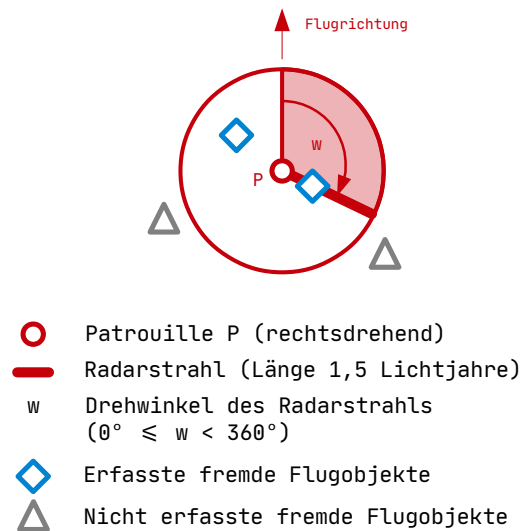 Flugrichtung
w
P
Patrouille P (rechtsdrehend)
Radarstrahl (Länge 1,5 Lichtjahre)
w Drehwinkel des Radarstrahls
(0° ⩽ w < 360°)
Erfasste fremde Flugobjekte
Nicht erfasste fremde Flugobjekte